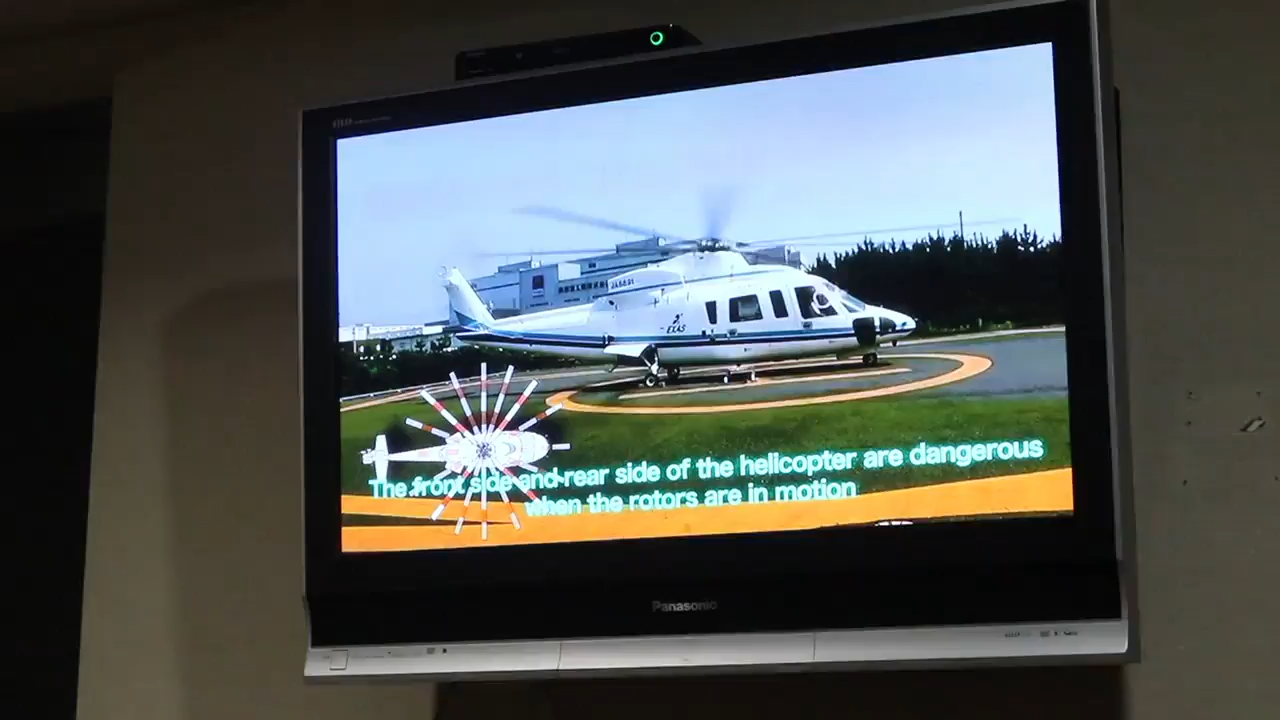 EXAS
The front side and rear side of the helicopter are dangerous
when the rotors are in motion
Panasonic